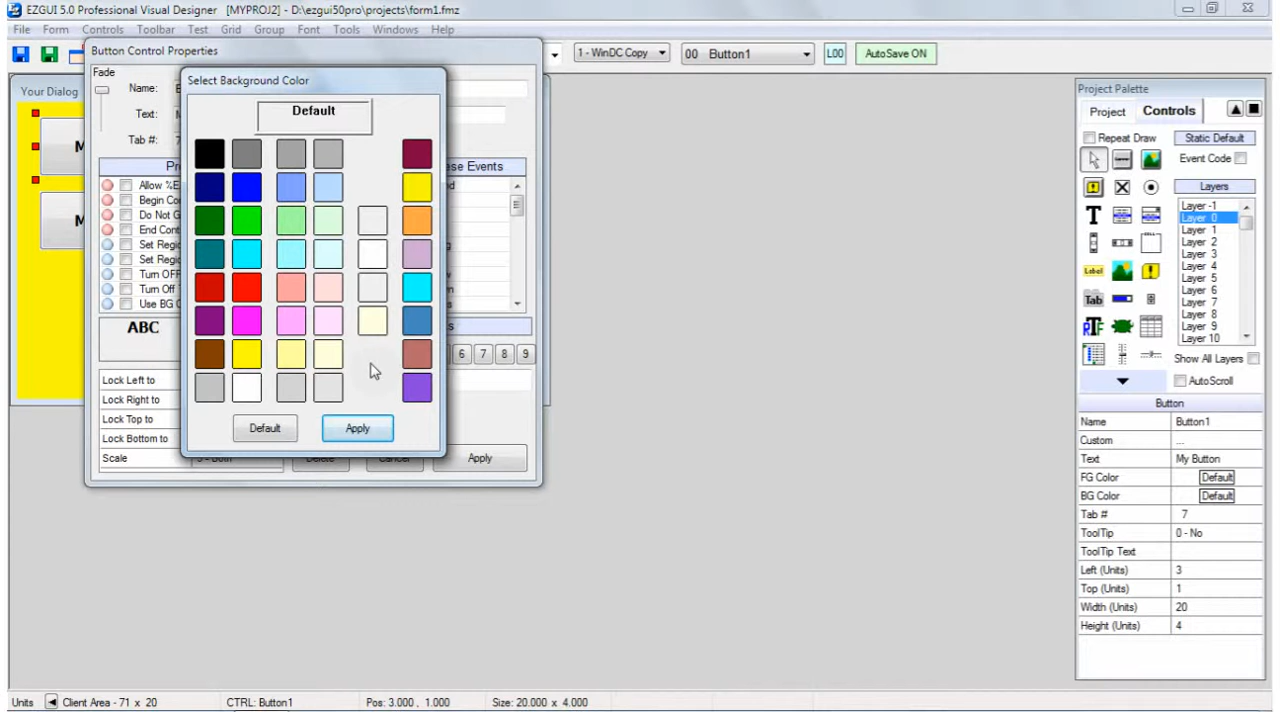 EZGUI 5.0 Professional Visual Designer [MYPROJ2] - D:\ezgui50pro\projects\form1.fmz
File Form Controls Toolbar Test Grid Group Font Tools Windows Help
Button Control Properties
1 - WinDC Copy
00 Button1
L00
AutoSave ON
Fade
Select Background Color
Your Dialog
Project Palette
Name:
Default
Project
Controls
Text:
Repeat Draw
Static Default
Tab #: 7
Event Code
Layers
Allow %E
Begin Co
Do Not G
End Cont
Set Regi
Set Regi
Turn OFF
Turn Off
Use BG C
Layer -1
Layer 0
Layer 1
Layer 2
Layer 3
Layer 4
Layer 5
Layer 6
Layer 7
Layer 8
Layer 9
Layer 10
Label
Tab
RTF
ABC
6 7 8 9
Show All Layers
AutoScroll
Lock Left to
Lock Right to
Lock Top to
Lock Bottom to
Scale
Default
Apply
Delete
Cancel
Apply
Button
Name Button1
Custom ...
Text My Button
FG Color Default
BG Color Default
Tab # 7
ToolTip 0 - No
ToolTip Text
Left (Units) 3
Top (Units) 1
Width (Units) 20
Height (Units) 4
Units Client Area - 71 x 20 CTRL: Button1 Pos: 3.000 , 1.000 Size: 20.000 x 4.000